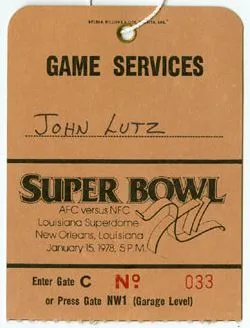 GAME SERVICES
JOHN LUTZ
SUPER BOWL
XII
AFC versus NFC
Louisiana Superdome
New Orleans, Louisiana
January 15, 1978, 5 P.M.
Enter Gate C No. 033
or Press Gate NW1 (Garage Level)